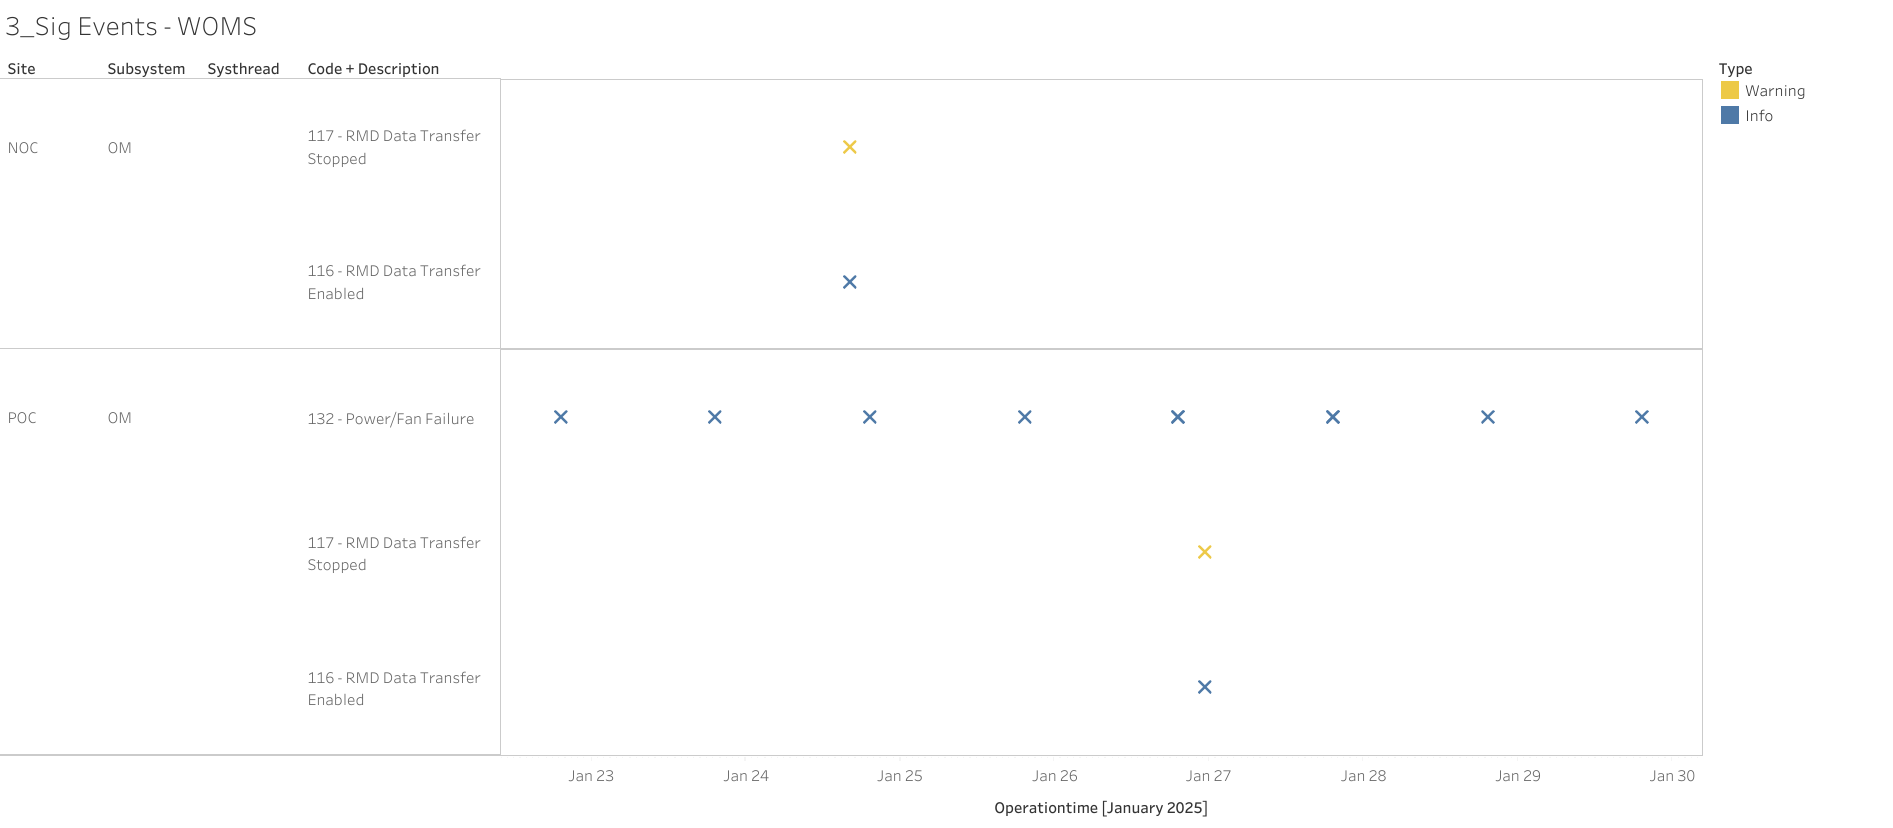 3_Sig Events - WOMS
Site Subsystem Systhread Code + Description
Type
Warning
Info
NOC OM 117 - RMD Data Transfer
Stopped
116 - RMD Data Transfer
Enabled
POC OM 132 - Power/Fan Failure
117 - RMD Data Transfer
Stopped
116 - RMD Data Transfer
Enabled
Jan 23 Jan 24 Jan 25 Jan 26 Jan 27 Jan 28 Jan 29 Jan 30
Operationtime [January 2025]